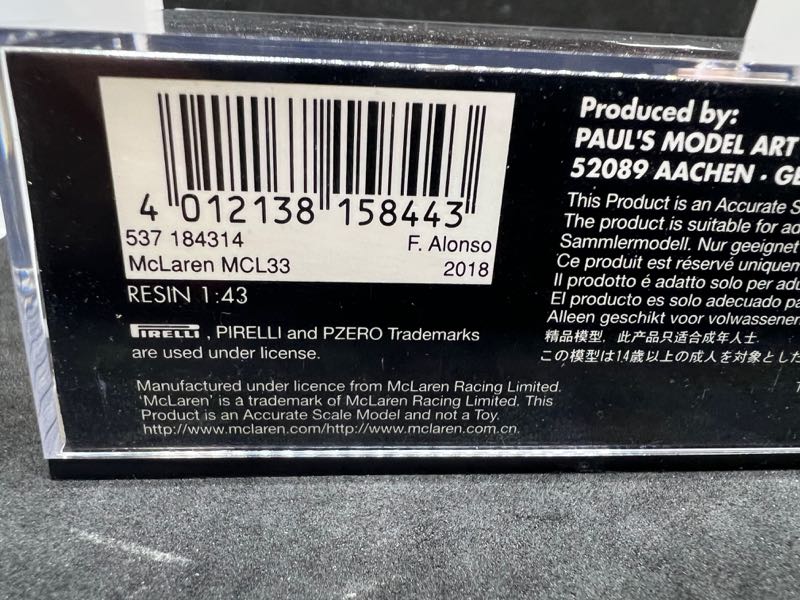 4 012138 158443
537 184314 F. Alonso
McLaren MCL33 2018
RESIN 1:43
PIRELLI, PIRELLI and PZERO Trademarks
are used under license.
Manufactured under licence from McLaren Racing Limited.
'McLaren' is a trademark of McLaren Racing Limited. This
Product is an Accurate Scale Model and not a Toy.
http://www.mclaren.com/http://www.mclaren.com.cn.
Produced by:
PAUL'S MODEL ART
52089 AACHEN · GE
This Product is an Accurate S
The product is suitable for ad
Sammlermodell. Nur geeignet
Ce produit est réservé uniquem
Il prodotto é adatto solo per adu
El producto es solo adecuado pa
Alleen geschikt voor volwassenen
精品模型，此产品只适合成年人士
この模型は14歳以上の成人を対象とした